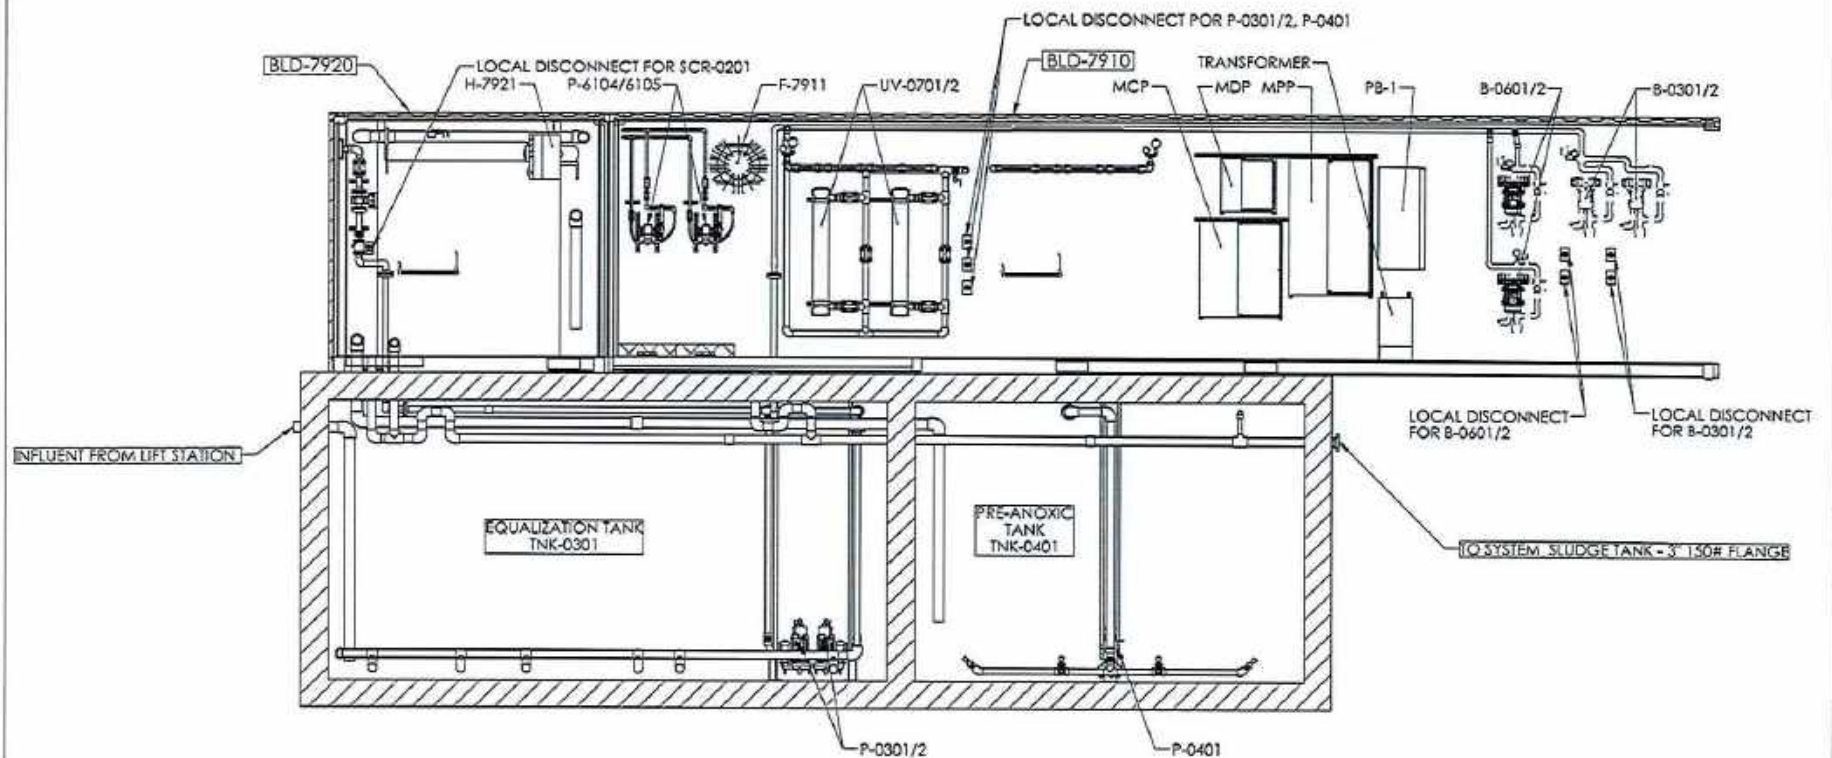 LOCAL DISCONNECT POR P-0301/2, P-0401
BLD-7920
LOCAL DISCONNECT FOR SCR-0201
BLD-7910
TRANSFORMER
H-7921
P-6104/6105
F-7911
UV-0701/2
MCP
MDP
MPP
PB-1
B-0601/2
B-0301/2
LOCAL DISCONNECT
FOR B-0601/2
LOCAL DISCONNECT
FOR B-0301/2
INFLUENT FROM LIFT STATION
EQUALIZATION TANK
TNK-0301
PRE-ANOXIC
TANK
TNK-0401
TO SYSTEM SLUDGE TANK - 3" 150# FLANGE
P-0301/2
P-0401